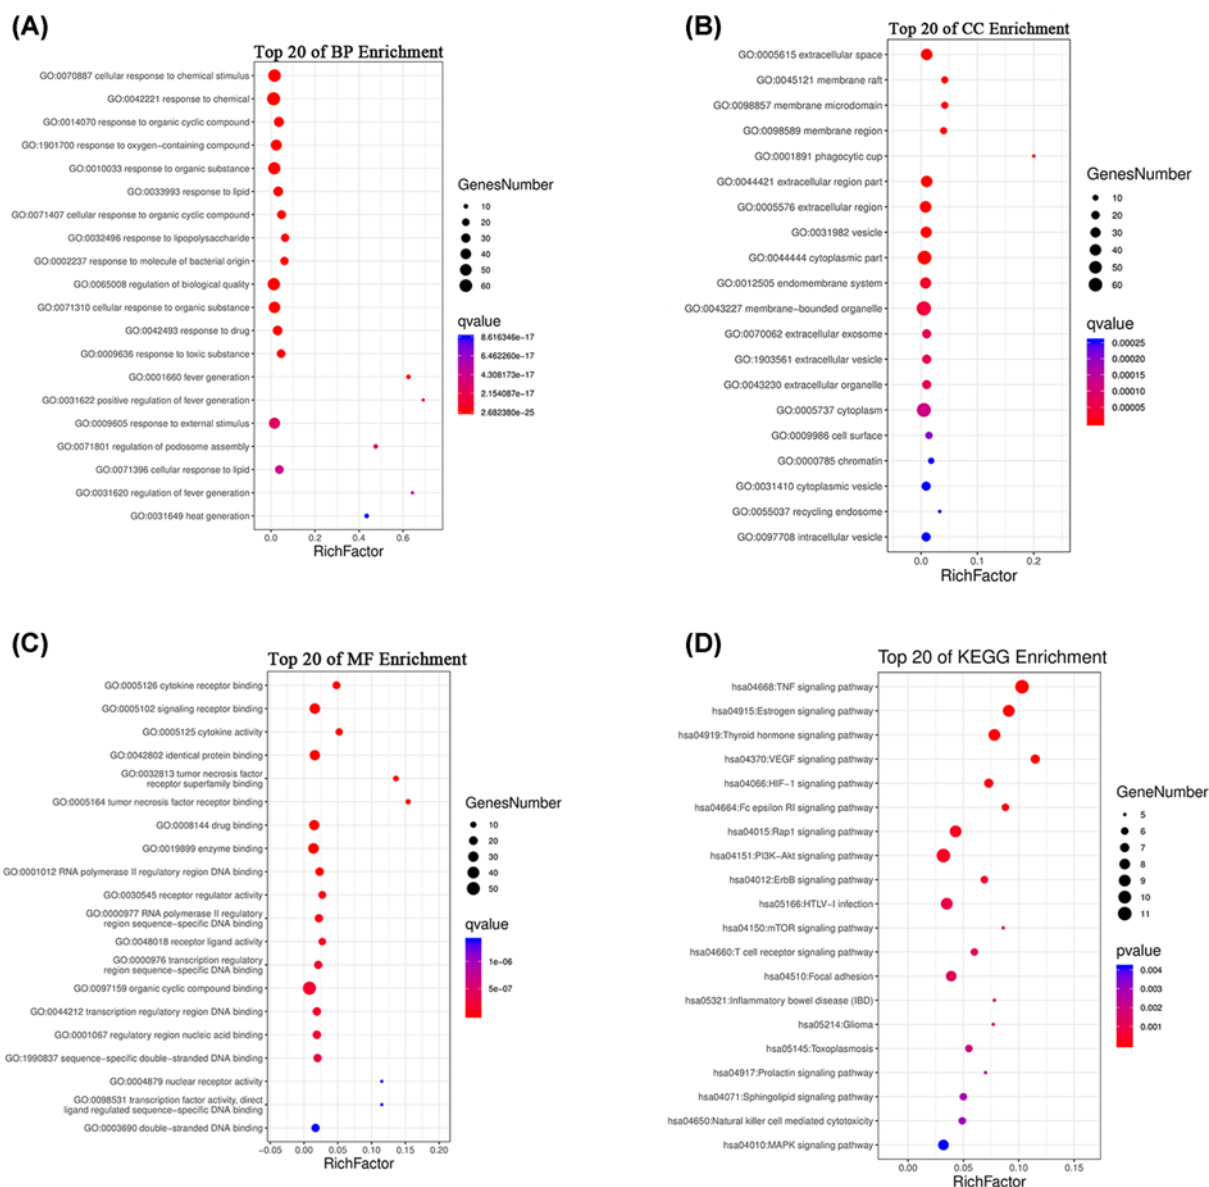 (A)
Top 20 of BP Enrichment
GO:0070887 cellular response to chemical stimulus
GO:0042221 response to chemical
GO:0014070 response to organic cyclic compound
GO:1901700 response to oxygen−containing compound
GO:0010033 response to organic substance
GO:0033993 response to lipid
GO:0071407 cellular response to organic cyclic compound
GO:0032496 response to lipopolysaccharide
GO:0002237 response to molecule of bacterial origin
GO:0065008 regulation of biological quality
GO:0071310 cellular response to organic substance
GO:0042493 response to drug
GO:0009636 response to toxic substance
GO:0001660 fever generation
GO:0031622 positive regulation of fever generation
GO:0009605 response to external stimulus
GO:0071801 regulation of podosome assembly
GO:0071396 cellular response to lipid
GO:0031620 regulation of fever generation
GO:0031649 heat generation
0.0 0.2 0.4 0.6
RichFactor
GenesNumber
10
20
30
40
50
60
qvalue
8.616346e−17
6.462260e−17
4.308173e−17
2.154087e−17
2.682380e−25
(B)
Top 20 of CC Enrichment
GO:0005615 extracellular space
GO:0045121 membrane raft
GO:0098857 membrane microdomain
GO:0098589 membrane region
GO:0001891 phagocytic cup
GO:0044421 extracellular region part
GO:0005576 extracellular region
GO:0031982 vesicle
GO:0044444 cytoplasmic part
GO:0012505 endomembrane system
GO:0043227 membrane−bounded organelle
GO:0070062 extracellular exosome
GO:1903561 extracellular vesicle
GO:0043230 extracellular organelle
GO:0005737 cytoplasm
GO:0009986 cell surface
GO:0000785 chromatin
GO:0031410 cytoplasmic vesicle
GO:0055037 recycling endosome
GO:0097708 intracellular vesicle
0.0 0.1 0.2
RichFactor
GenesNumber
10
20
30
40
50
60
qvalue
0.00025
0.00020
0.00015
0.00010
0.00005
(C)
Top 20 of MF Enrichment
GO:0005126 cytokine receptor binding
GO:0005102 signaling receptor binding
GO:0005125 cytokine activity
GO:0042802 identical protein binding
GO:0032813 tumor necrosis factor
receptor superfamily binding
GO:0005164 tumor necrosis factor receptor binding
GO:0008144 drug binding
GO:0019899 enzyme binding
GO:0001012 RNA polymerase II regulatory region DNA binding
GO:0030545 receptor regulator activity
GO:0000977 RNA polymerase II regulatory
region sequence−specific DNA binding
GO:0048018 receptor ligand activity
GO:0000976 transcription regulatory
region sequence−specific DNA binding
GO:0097159 organic cyclic compound binding
GO:0044212 transcription regulatory region DNA binding
GO:0001067 regulatory region nucleic acid binding
GO:1990837 sequence−specific double−stranded DNA binding
GO:0004879 nuclear receptor activity
GO:0098531 transcription factor activity, direct
ligand regulated sequence−specific DNA binding
GO:0003690 double−stranded DNA binding
−0.05 0.00 0.05 0.10 0.15 0.20
RichFactor
GenesNumber
10
20
30
40
50
qvalue
1e−06
5e−07
(D)
Top 20 of KEGG Enrichment
hsa04668:TNF signaling pathway
hsa04915:Estrogen signaling pathway
hsa04919:Thyroid hormone signaling pathway
hsa04370:VEGF signaling pathway
hsa04066:HIF−1 signaling pathway
hsa04664:Fc epsilon RI signaling pathway
hsa04015:Rap1 signaling pathway
hsa04151:PI3K−Akt signaling pathway
hsa04012:ErbB signaling pathway
hsa05166:HTLV−I infection
hsa04150:mTOR signaling pathway
hsa04660:T cell receptor signaling pathway
hsa04510:Focal adhesion
hsa05321:Inflammatory bowel disease (IBD)
hsa05214:Glioma
hsa05145:Toxoplasmosis
hsa04917:Prolactin signaling pathway
hsa04071:Sphingolipid signaling pathway
hsa04650:Natural killer cell mediated cytotoxicity
hsa04010:MAPK signaling pathway
0.00 0.05 0.10 0.15
RichFactor
GeneNumber
5
6
7
8
9
10
11
pvalue
0.004
0.003
0.002
0.001